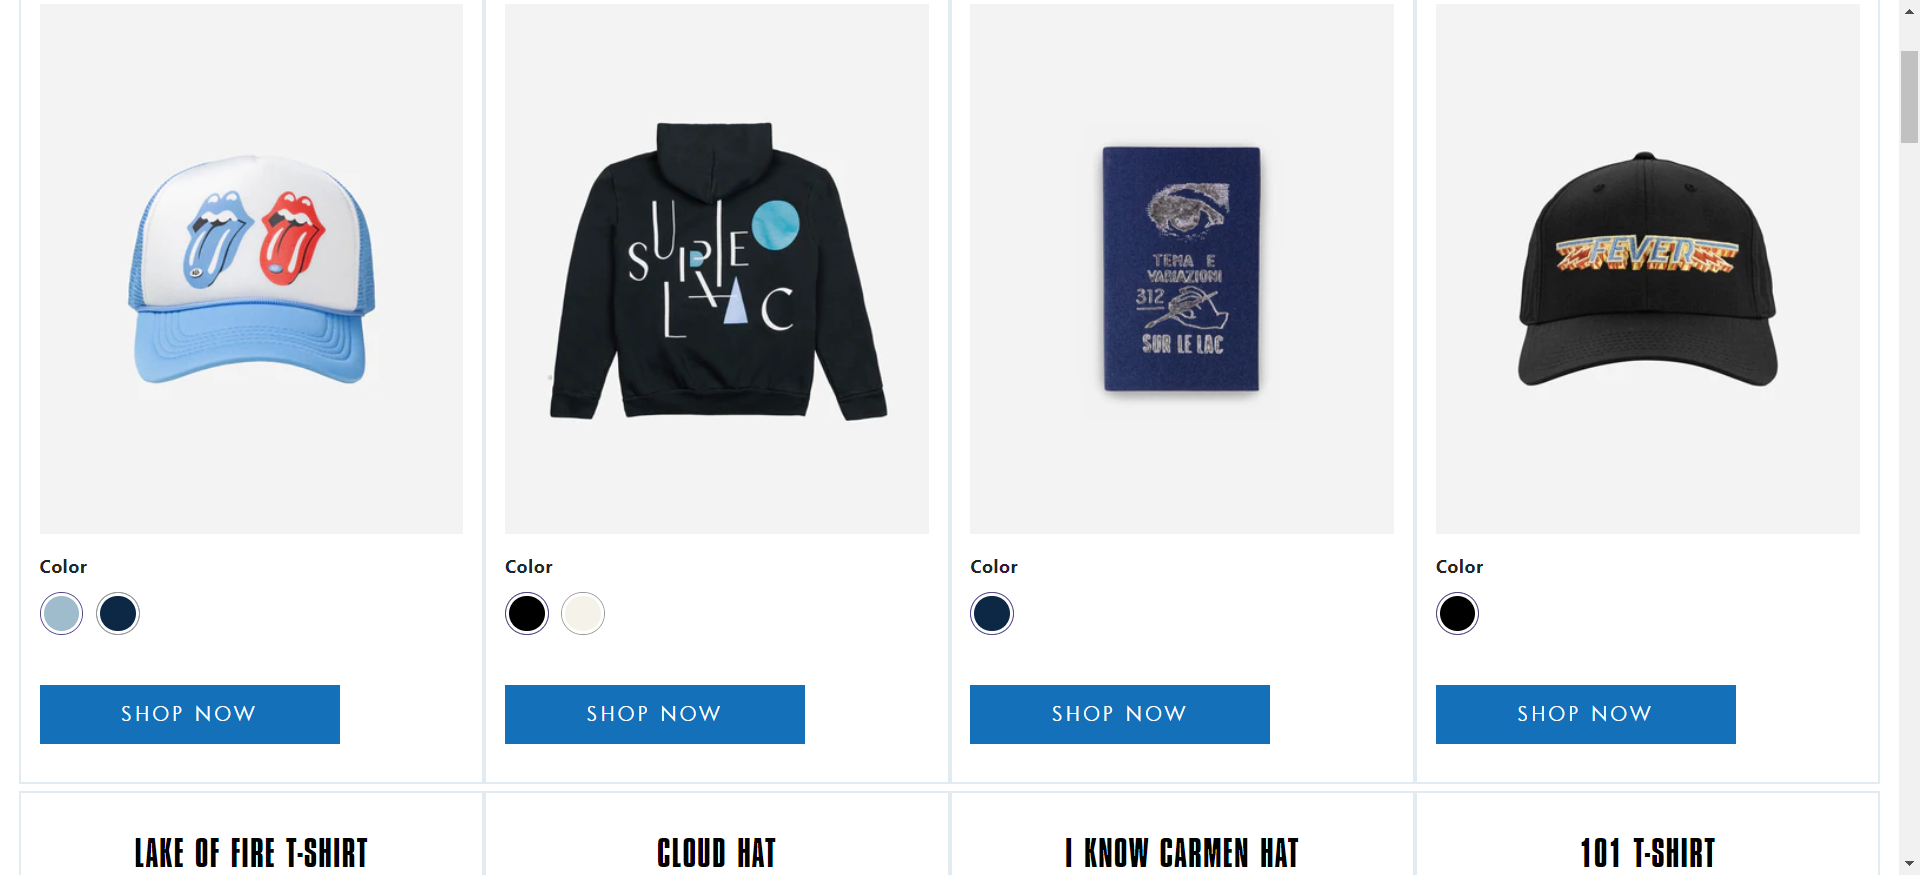 SUR LE
LAC
TEMA E
VARIAZIONI
312
SUR LE LAC
FEVER
Color
Color
Color
Color
SHOP NOW
SHOP NOW
SHOP NOW
SHOP NOW
LAKE OF FIRE T-SHIRT
CLOUD HAT
I KNOW CARMEN HAT
101 T-SHIRT